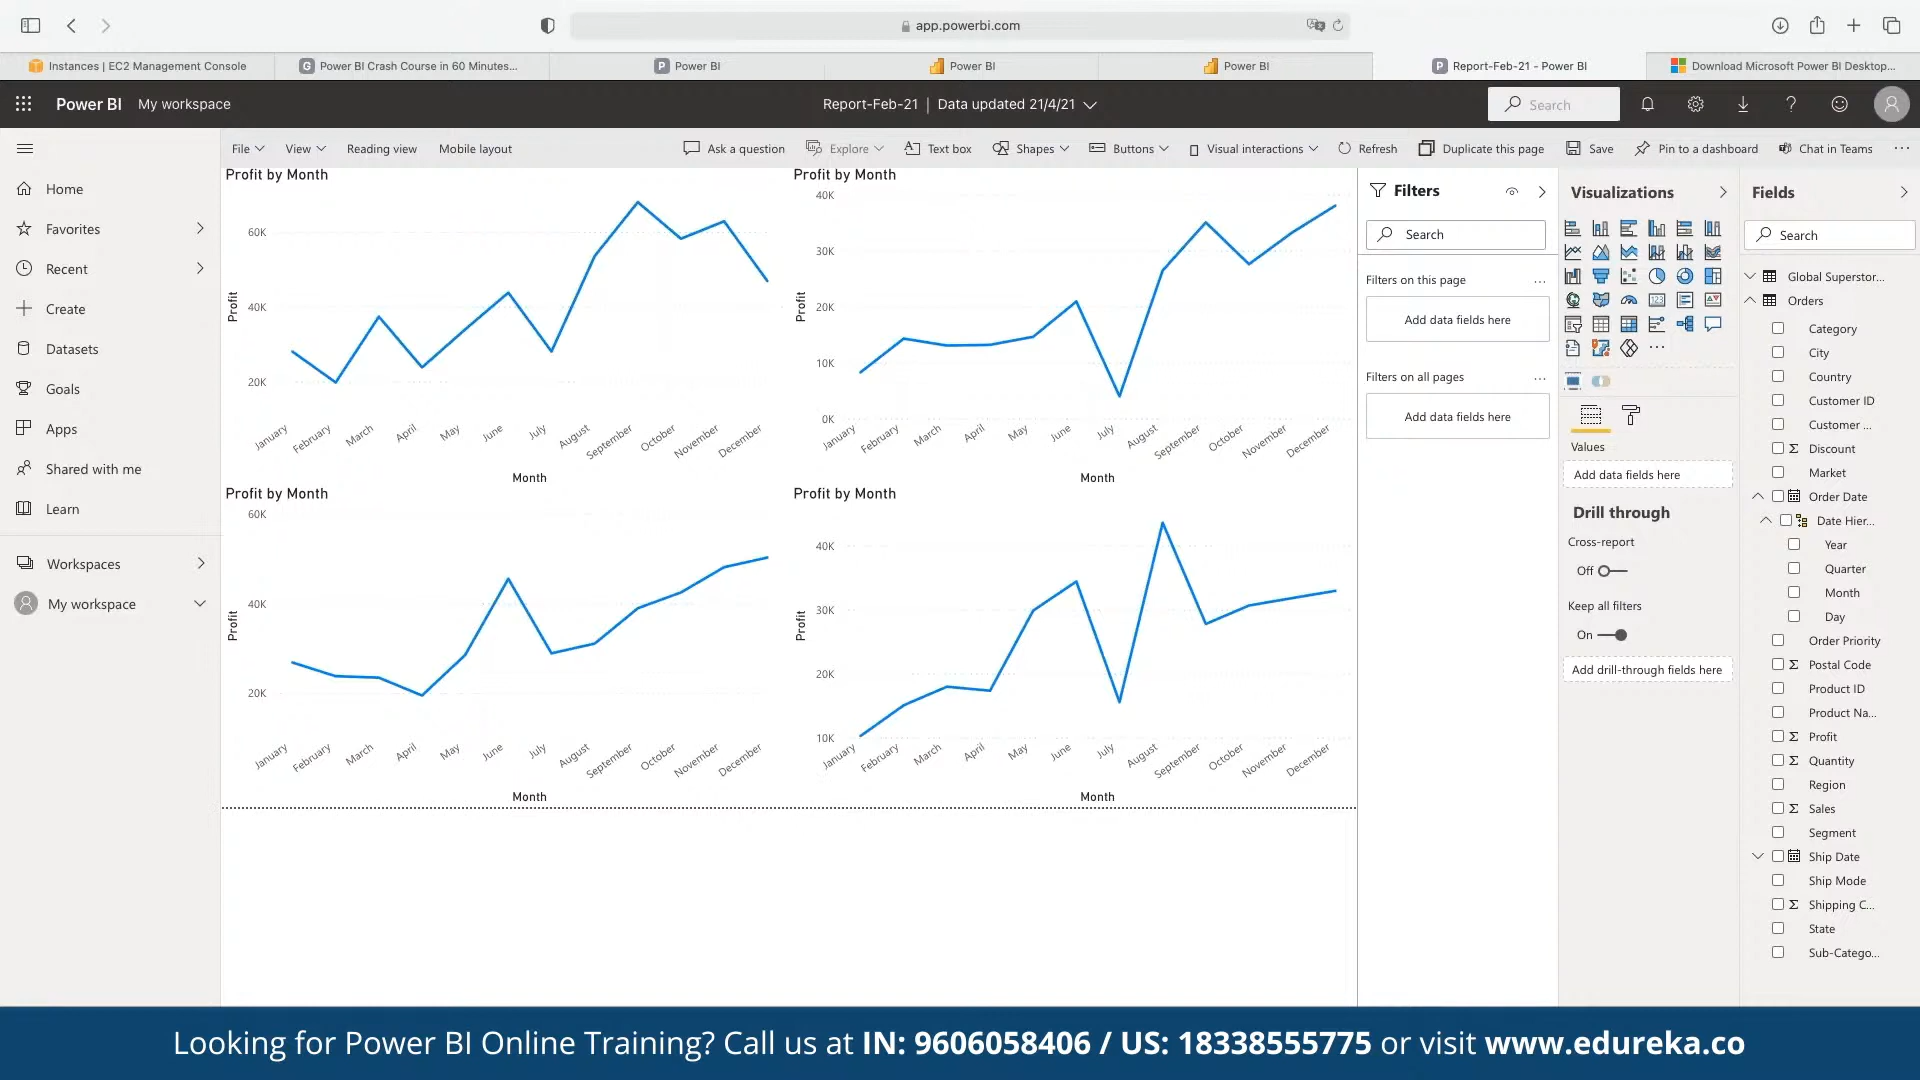 app.powerbi.com
Instances | EC2 Management Console
Power BI Crash Course in 60 Minutes...
Power BI
Power BI
Power BI
Report-Feb-21 - Power BI
Download Microsoft Power BI Desktop...
Power BI My workspace
Report-Feb-21 | Data updated 21/4/21
Search
File View Reading view Mobile layout
Ask a question Explore Text box Shapes Buttons Visual interactions Refresh Duplicate this page Save Pin to a dashboard Chat in Teams ...
Home
Favorites
Recent
Create
Datasets
Goals
Apps
Shared with me
Learn
Workspaces
My workspace
Profit by Month
Profit
60K
40K
20K
January February March April May June July August September October November December
Month
Profit by Month
Profit
40K
30K
20K
10K
0K
January February March April May June July August September October November December
Month
Profit by Month
Profit
60K
40K
20K
January February March April May June July August September October November December
Month
Profit by Month
Profit
40K
30K
20K
10K
January February March April May June July August September October November December
Month
Filters
Search
Filters on this page ...
Add data fields here
Filters on all pages ...
Add data fields here
Visualizations
123
...
Values
Add data fields here
Drill through
Cross-report
Off
Keep all filters
On
Add drill-through fields here
Fields
Search
Global Superstor...
Orders
Category
City
Country
Customer ID
Customer ...
Σ Discount
Market
Order Date
Date Hier...
Year
Quarter
Month
Day
Order Priority
Σ Postal Code
Product ID
Product Na...
Σ Profit
Σ Quantity
Region
Σ Sales
Segment
Ship Date
Ship Mode
Σ Shipping C...
State
Sub-Catego...
Looking for Power BI Online Training? Call us at IN: 9606058406 / US: 18338555775 or visit www.edureka.co